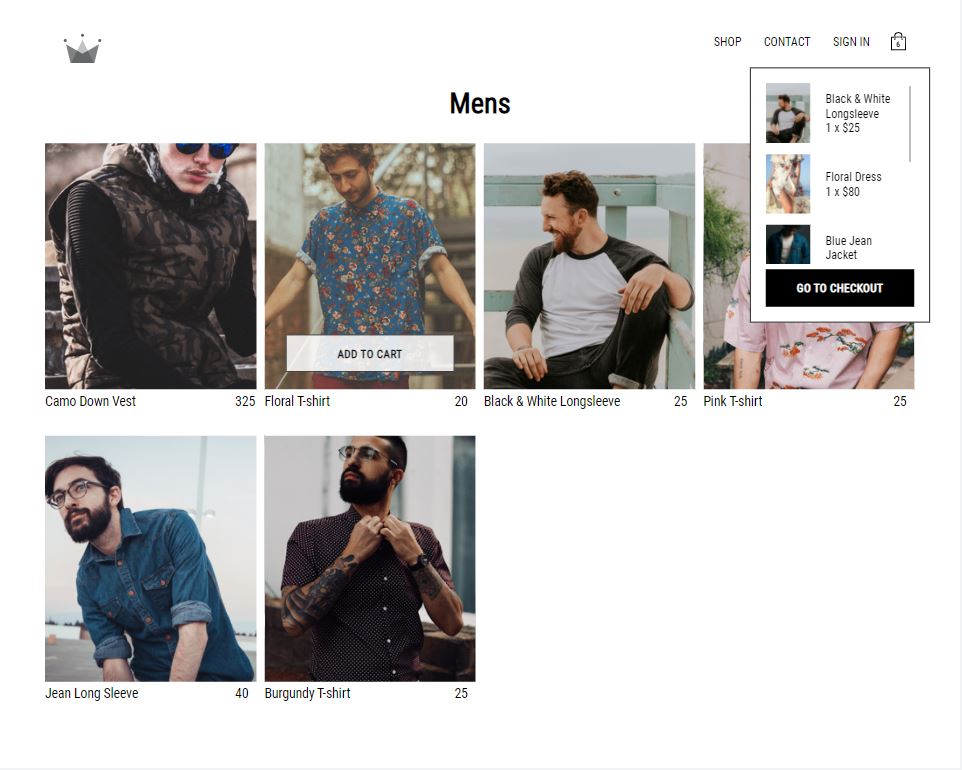 SHOP CONTACT SIGN IN 6
Mens
Black & White
Longsleeve
1 x $25
Floral Dress
1 x $80
Blue Jean
Jacket
GO TO CHECKOUT
ADD TO CART
Camo Down Vest 325
Floral T-shirt 20
Black & White Longsleeve 25
Pink T-shirt 25
Jean Long Sleeve 40
Burgundy T-shirt 25